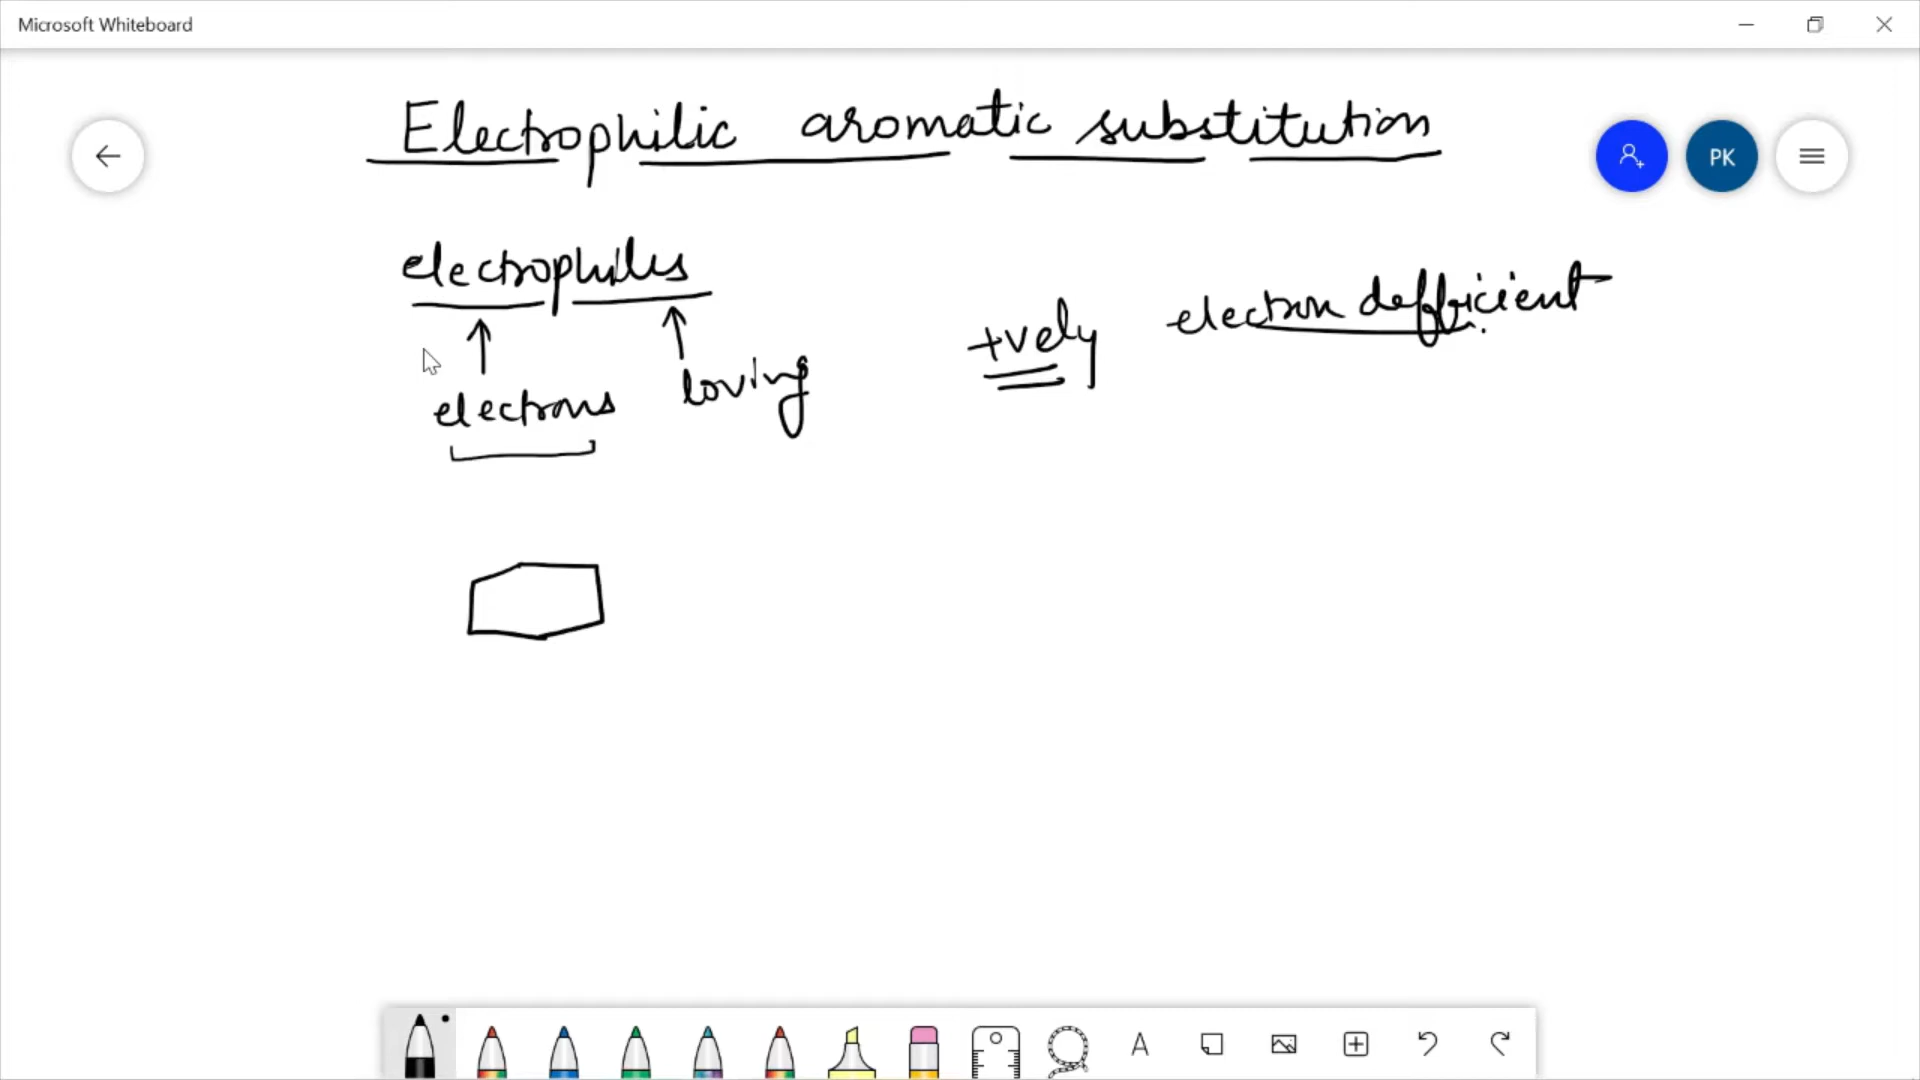 Microsoft Whiteboard
Electrophilic aromatic substitution
PK
electrophiles
electron defficient
+vely
loving
electrons
A